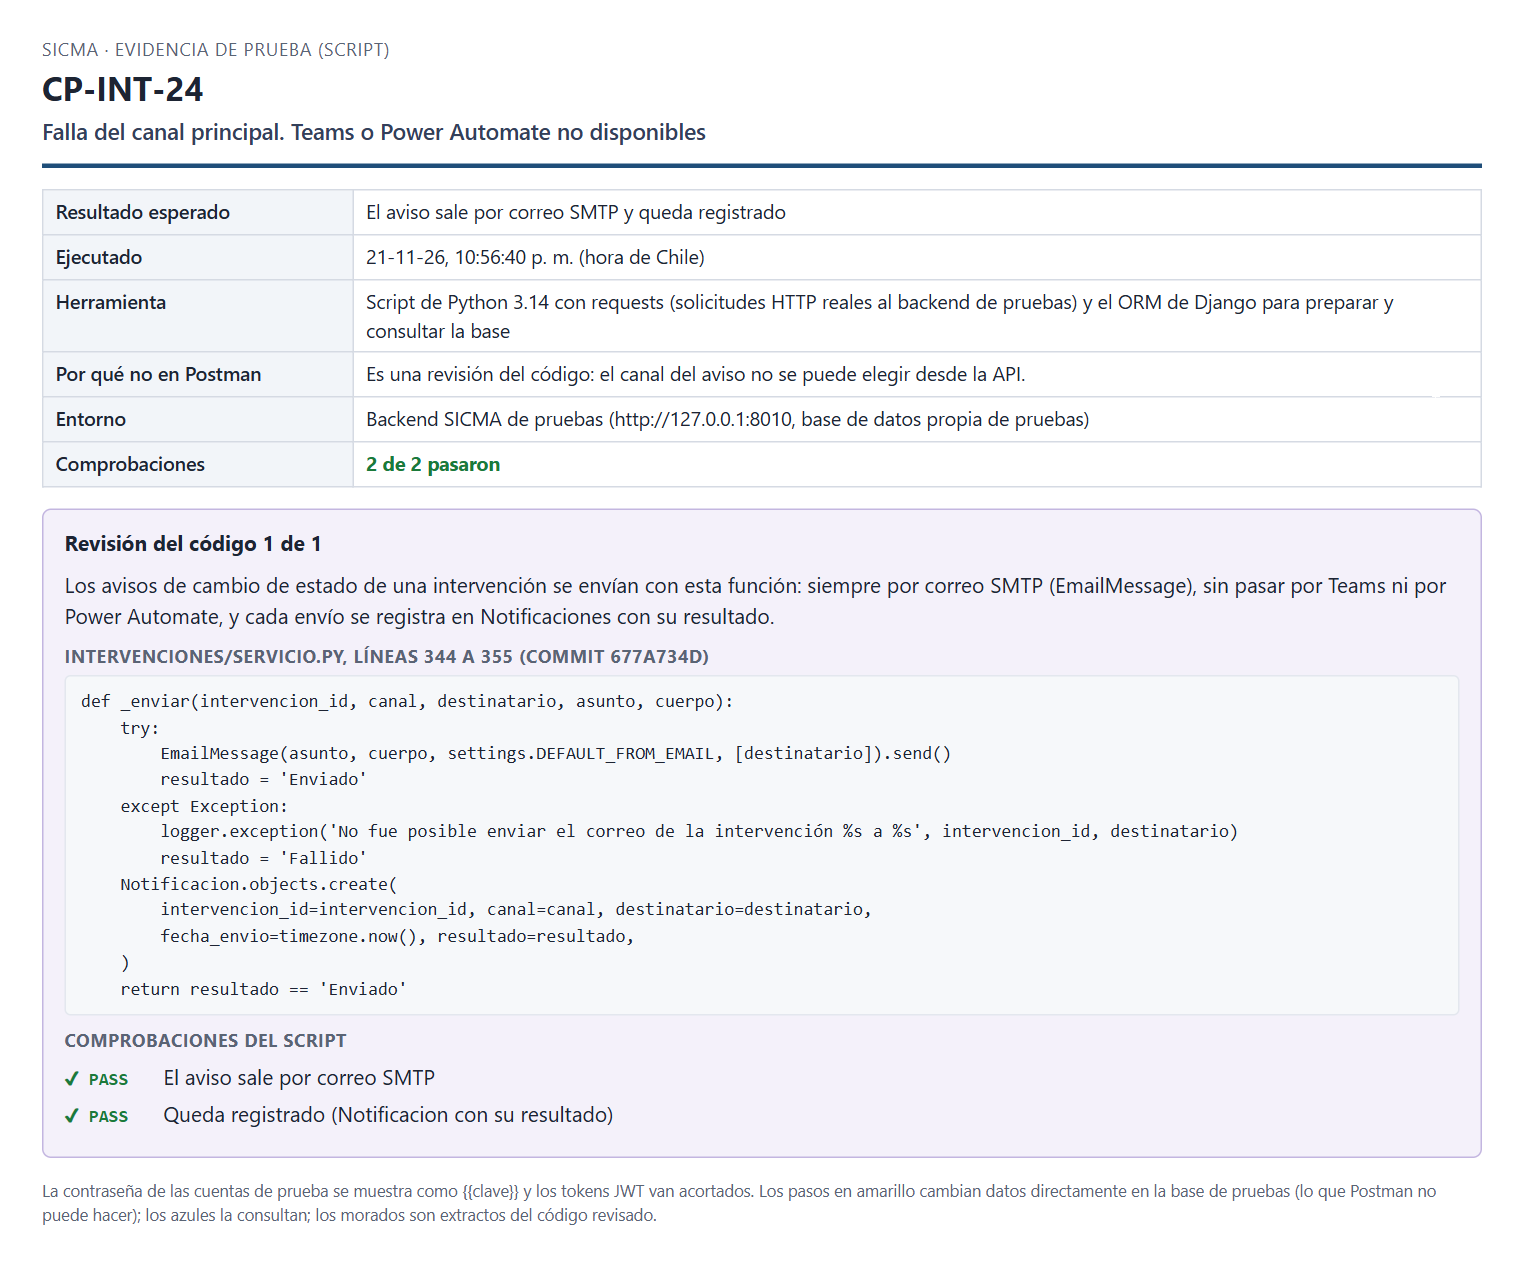 SICMA · EVIDENCIA DE PRUEBA (SCRIPT)
CP-INT-24
Falla del canal principal. Teams o Power Automate no disponibles
Resultado esperado
El aviso sale por correo SMTP y queda registrado
Ejecutado
21-11-26, 10:56:40 p. m. (hora de Chile)
Herramienta
Script de Python 3.14 con requests (solicitudes HTTP reales al backend de pruebas) y el ORM de Django para preparar y
consultar la base
Por qué no en Postman
Es una revisión del código: el canal del aviso no se puede elegir desde la API.
Entorno
Backend SICMA de pruebas (http://127.0.0.1:8010, base de datos propia de pruebas)
Comprobaciones
2 de 2 pasaron
Revisión del código 1 de 1
Los avisos de cambio de estado de una intervención se envían con esta función: siempre por correo SMTP (EmailMessage), sin pasar por Teams ni por
Power Automate, y cada envío se registra en Notificaciones con su resultado.
INTERVENCIONES/SERVICIO.PY, LÍNEAS 344 A 355 (COMMIT 677A734D)
def _enviar(intervencion_id, canal, destinatario, asunto, cuerpo):
    try:
        EmailMessage(asunto, cuerpo, settings.DEFAULT_FROM_EMAIL, [destinatario]).send()
        resultado = 'Enviado'
    except Exception:
        logger.exception('No fue posible enviar el correo de la intervención %s a %s', intervencion_id, destinatario)
        resultado = 'Fallido'
    Notificacion.objects.create(
        intervencion_id=intervencion_id, canal=canal, destinatario=destinatario,
        fecha_envio=timezone.now(), resultado=resultado,
    )
    return resultado == 'Enviado'
COMPROBACIONES DEL SCRIPT
✔ PASS El aviso sale por correo SMTP
✔ PASS Queda registrado (Notificacion con su resultado)
La contraseña de las cuentas de prueba se muestra como {{clave}} y los tokens JWT van acortados. Los pasos en amarillo cambian datos directamente en la base de pruebas (lo que Postman no
puede hacer); los azules la consultan; los morados son extractos del código revisado.